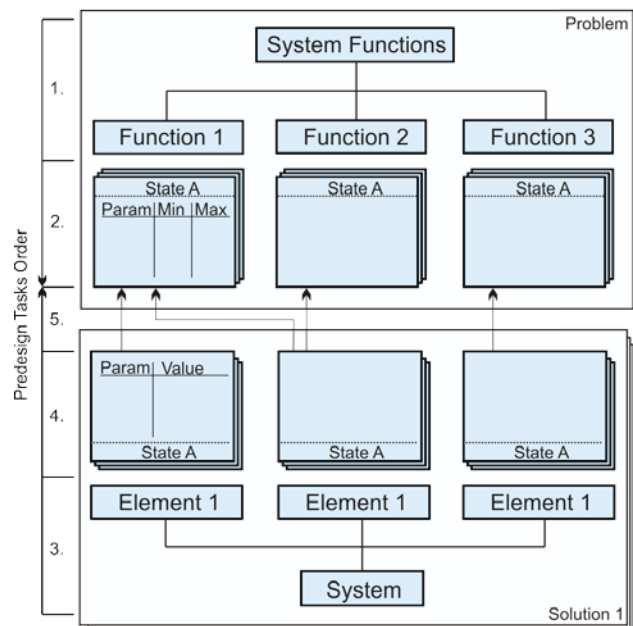 Problem
System Functions
1.
Function 1 Function 2 Function 3
State A State A State A
Param Min Max
2.
Predesign Tasks Order
5.
Param Value
4.
State A State A State A
Element 1 Element 1 Element 1
3.
System
Solution 1